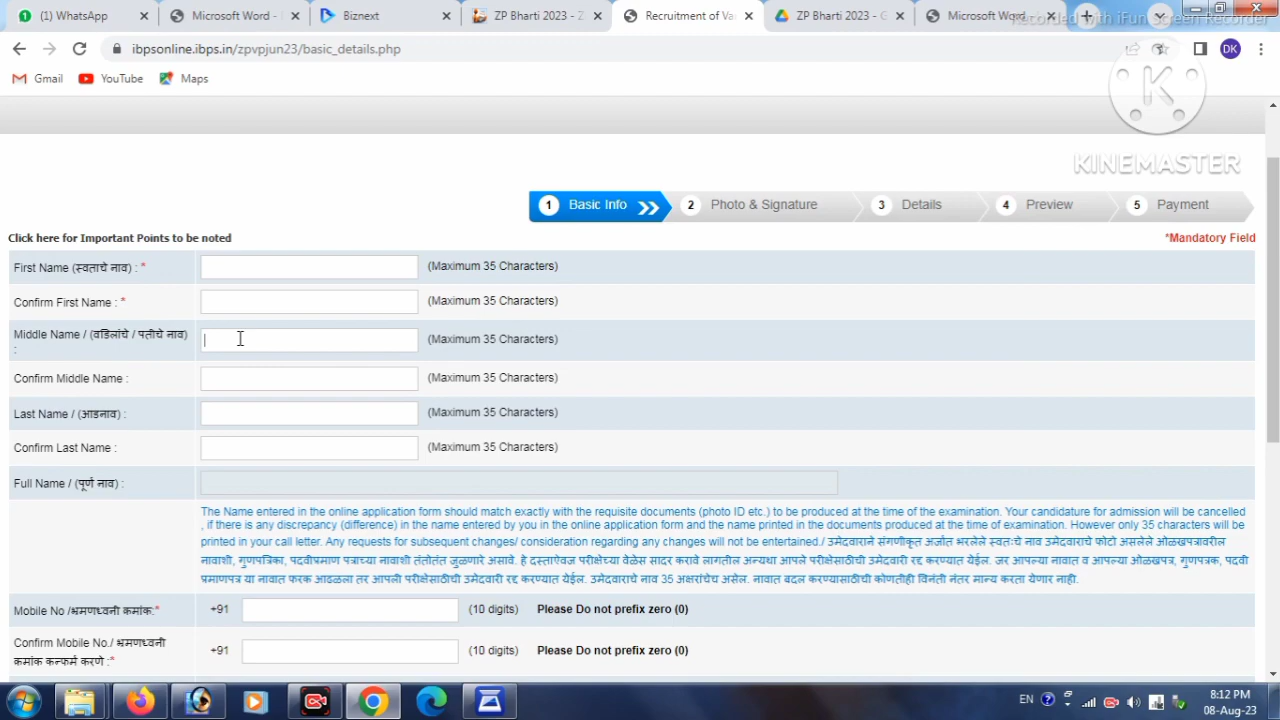 (1) WhatsApp
Microsoft Word -
Biznext
ZP Bharti 2023 - Z
Recruitment of Va
ZP Bharti 2023 - G
Microsoft Word
Recorded with iFun Screen Recorder
ibpsonline.ibps.in/zpvpjun23/basic_details.php
DK
Gmail
YouTube
Maps
K
KINEMASTER
1 Basic Info
2 Photo & Signature
3 Details
4 Preview
5 Payment
Click here for Important Points to be noted
*Mandatory Field
First Name (स्वताचे नाव) : *
(Maximum 35 Characters)
Confirm First Name : *
(Maximum 35 Characters)
Middle Name / (वडिलांचे / पतीचे नाव)
:
(Maximum 35 Characters)
Confirm Middle Name :
(Maximum 35 Characters)
Last Name / (आडनाव) :
(Maximum 35 Characters)
Confirm Last Name :
(Maximum 35 Characters)
Full Name / (पूर्ण नाव) :
The Name entered in the online application form should match exactly with the requisite documents (photo ID etc.) to be produced at the time of the examination. Your candidature for admission will be cancelled
, if there is any discrepancy (difference) in the name entered by you in the online application form and the name printed in the documents produced at the time of examination. However only 35 characters will be
printed in your call letter. Any requests for subsequent changes/ consideration regarding any changes will not be entertained./ उमेदवाराने संगणीकृत अर्जात भरलेले स्वतःचे नाव उमेदवाराचे फोटो असलेले ओळखपत्रावरील
नावाशी, गुणपत्रिका, पदवीप्रमाण पत्राच्या नावाशी तंतोतंत जुळणारे असावे. हे दस्तऐवज परीक्षेच्या वेळेस सादर करावे लागतील अन्यथा आपले परीक्षेसाठीची उमेदवारी रद्द करण्यात येईल. जर आपल्या नावात व आपल्या ओळखपत्रक, गुणपत्रक, पदवी
प्रमाणपत्र या नावात फरक आढळला तर आपली परीक्षेसाठीची उमेदवारी रद्द करण्यात येईल. उमेदवाराचे नाव 35 अक्षरांचेच असेल. नावात बदल करण्यासाठीची कोणतीही विनंती नंतर मान्य करता येणार नाही.
Mobile No /भ्रमणध्वनी कमांक:*
+91
(10 digits)
Please Do not prefix zero (0)
Confirm Mobile No./ भ्रमणध्वनी
कमांक कन्फर्म करणे :*
+91
(10 digits)
Please Do not prefix zero (0)
EN
8:12 PM
08-Aug-23